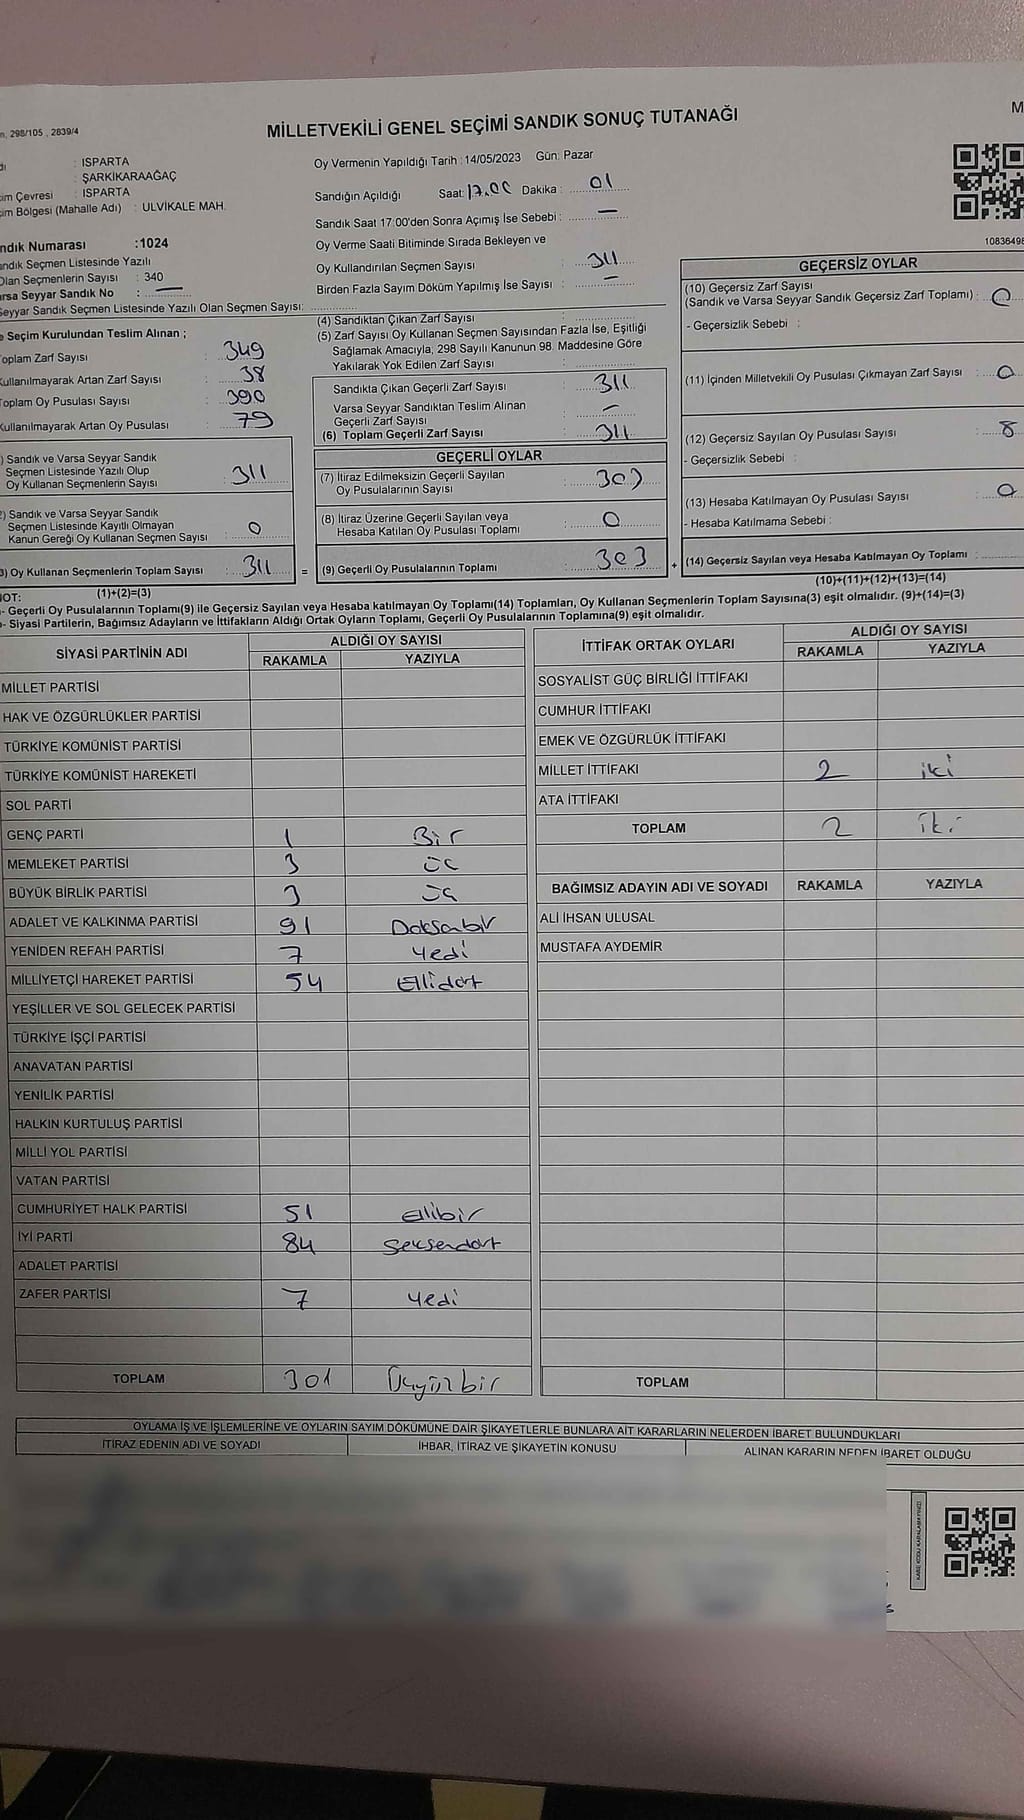 MİLLETVEKİLİ GENEL SEÇİMİ SANDIK SONUÇ TUTANAĞI
298/105 , 2839/4
: ISPARTA
: ŞARKİKARAAĞAÇ
Çevresi : ISPARTA
Bölgesi (Mahalle Adı) : ULVİKALE MAH.
Numarası :1024
Seçmen Listesinde Yazılı
Olan Seçmenlerin Sayısı : 340
Seyyar Sandık No : —
Seyyar Sandık Seçmen Listesinde Yazılı Olan Seçmen Sayısı:
Oy Vermenin Yapıldığı Tarih :14/05/2023 Gün: Pazar
Sandığın Açıldığı Saat: 17.00 Dakika : 01
Sandık Saat 17:00'den Sonra Açımış İse Sebebi : —
Oy Verme Saati Bitiminde Sırada Bekleyen ve
Oy Kullandırılan Seçmen Sayısı : 311
Birden Fazla Sayım Döküm Yapılmış İse Sayısı : —
1083649
Seçim Kurulundan Teslim Alınan ;
Toplam Zarf Sayısı : 349
Kullanılmayarak Artan Zarf Sayısı : 38
Toplam Oy Pusulası Sayısı : 390
Kullanılmayarak Artan Oy Pusulası : 79
Sandık ve Varsa Seyyar Sandık
Seçmen Listesinde Yazılı Olup
Oy Kullanan Seçmenlerin Sayısı : 311
Sandık ve Varsa Seyyar Sandık
Seçmen Listesinde Kayıtlı Olmayan
Kanun Gereği Oy Kullanan Seçmen Sayısı : 0
Oy Kullanan Seçmenlerin Toplam Sayısı : 311 =
(1)+(2)=(3)
(4) Sandıktan Çıkan Zarf Sayısı :
(5) Zarf Sayısı Oy Kullanan Seçmen Sayısından Fazla İse, Eşitliği
Sağlamak Amacıyla, 298 Sayılı Kanunun 98. Maddesine Göre
Yakılarak Yok Edilen Zarf Sayısı :
Sandıkta Çıkan Geçerli Zarf Sayısı : 311
Varsa Seyyar Sandıktan Teslim Alınan
Geçerli Zarf Sayısı : —
(6) Toplam Geçerli Zarf Sayısı : 311
GEÇERLİ OYLAR
(7) İtiraz Edilmeksizin Geçerli Sayılan
Oy Pusulalarının Sayısı : 303
(8) İtiraz Üzerine Geçerli Sayılan veya
Hesaba Katılan Oy Pusulası Toplamı : 0
(9) Geçerli Oy Pusulalarının Toplamı : 303 +
GEÇERSİZ OYLAR
(10) Geçersiz Zarf Sayısı
(Sandık ve Varsa Seyyar Sandık Geçersiz Zarf Toplamı) : 0
- Geçersizlik Sebebi :
(11) İçinden Milletvekili Oy Pusulası Çıkmayan Zarf Sayısı : 0
(12) Geçersiz Sayılan Oy Pusulası Sayısı : 8
- Geçersizlik Sebebi :
(13) Hesaba Katılmayan Oy Pusulası Sayısı : 0
- Hesaba Katılmama Sebebi :
(14) Geçersiz Sayılan veya Hesaba Katılmayan Oy Toplamı :
(10)+(11)+(12)+(13)=(14)
NOT:
- Geçerli Oy Pusulalarının Toplamı(9) ile Geçersiz Sayılan veya Hesaba katılmayan Oy Toplamı(14) Toplamları, Oy Kullanan Seçmenlerin Toplam Sayısına(3) eşit olmalıdır. (9)+(14)=(3)
- Siyasi Partilerin, Bağımsız Adayların ve İttifakların Aldığı Ortak Oyların Toplamı, Geçerli Oy Pusulalarının Toplamına(9) eşit olmalıdır.
SİYASİ PARTİNİN ADI ALDIĞI OY SAYISI
RAKAMLA YAZIYLA
MİLLET PARTİSİ
HAK VE ÖZGÜRLÜKLER PARTİSİ
TÜRKİYE KOMÜNİST PARTİSİ
TÜRKİYE KOMÜNİST HAREKETİ
SOL PARTİ
GENÇ PARTİ 1 Bir
MEMLEKET PARTİSİ 3 üç
BÜYÜK BİRLİK PARTİSİ 3 üç
ADALET VE KALKINMA PARTİSİ 91 Doksanbir
YENİDEN REFAH PARTİSİ 7 Yedi
MİLLİYETÇİ HAREKET PARTİSİ 54 Ellidört
YEŞİLLER VE SOL GELECEK PARTİSİ
TÜRKİYE İŞÇİ PARTİSİ
ANAVATAN PARTİSİ
YENİLİK PARTİSİ
HALKIN KURTULUŞ PARTİSİ
MİLLİ YOL PARTİSİ
VATAN PARTİSİ
CUMHURİYET HALK PARTİSİ 51 Ellibir
İYİ PARTİ 84 Seksendört
ADALET PARTİSİ
ZAFER PARTİSİ 7 Yedi
TOPLAM 301 Üçyüzbir
İTTİFAK ORTAK OYLARI ALDIĞI OY SAYISI
RAKAMLA YAZIYLA
SOSYALİST GÜÇ BİRLİĞİ İTTİFAKI
CUMHUR İTTİFAKI
EMEK VE ÖZGÜRLÜK İTTİFAKI
MİLLET İTTİFAKI 2 iki
ATA İTTİFAKI
TOPLAM 2 iki
BAĞIMSIZ ADAYIN ADI VE SOYADI RAKAMLA YAZIYLA
ALİ İHSAN ULUSAL
MUSTAFA AYDEMİR
TOPLAM
OYLAMA İŞ VE İŞLEMLERİNE VE OYLARIN SAYIM DÖKÜMÜNE DAİR ŞİKAYETLERLE BUNLARA AİT KARARLARIN NELERDEN İBARET BULUNDUKLARI
İTİRAZ EDENİN ADI VE SOYADI İHBAR, İTİRAZ VE ŞİKAYETİN KONUSU ALINAN KARARIN NEDEN İBARET OLDUĞU